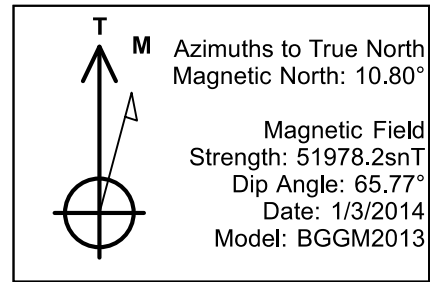 T
M
Azimuths to True North
Magnetic North: 10.80°
Magnetic Field
Strength: 51978.2snT
Dip Angle: 65.77°
Date: 1/3/2014
Model: BGGM2013